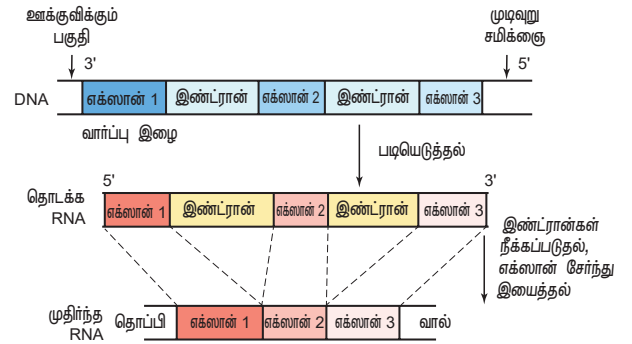 ஊக்குவிக்கும்
பகுதி
முடிவுறு
சமிக்ஞை
3'
5'
DNA
எக்ஸான் 1
இண்ட்ரான்
எக்ஸான் 2
இண்ட்ரான்
எக்ஸான் 3
வார்ப்பு இழை
படியெடுத்தல்
5'
3'
தொடக்க
RNA
எக்ஸான் 1
இண்ட்ரான்
எக்ஸான் 2
இண்ட்ரான்
எக்ஸான் 3
இண்ட்ரான்கள்
நீக்கப்படுதல்,
எக்ஸான் சேர்ந்து
இயைத்தல்
முதிர்ந்த
RNA
தொப்பி
எக்ஸான் 1
எக்ஸான் 2
எக்ஸான் 3
வால்